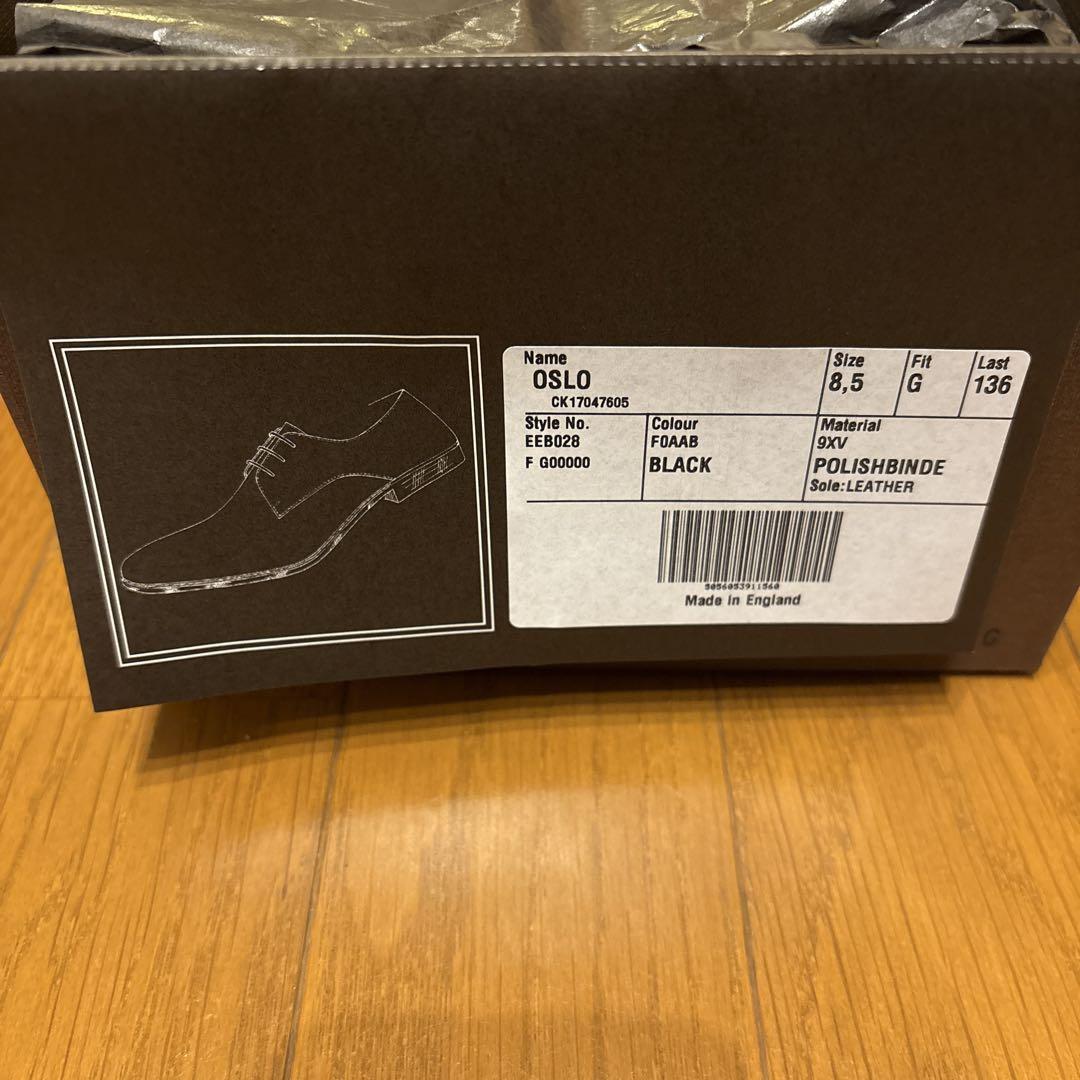 Name
OSLO
CK17047605
Size
8,5
Fit
G
Last
136
Style No.
EEB028
F G00000
Colour
F0AAB
BLACK
Material
9XV
POLISHBINDE
Sole:LEATHER
5056053911560
Made in England
G